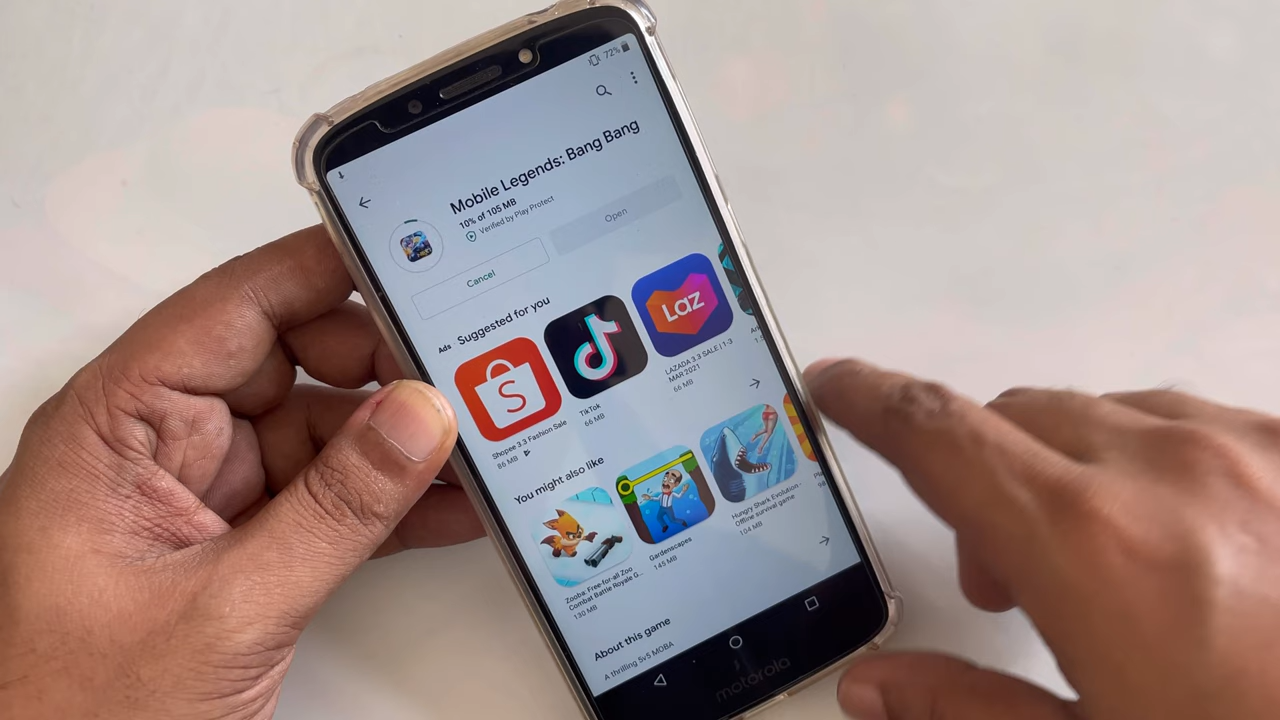 72%
Mobile Legends: Bang Bang
10% of 105 MB
Verified by Play Protect
Cancel
Open
Ads Suggested for you
S
Laz
Shopee 3.3 Fashion Sale
86 MB
TikTok
66 MB
LAZADA 3.3 SALE | 1-3
MAR 2021
66 MB
You might also like
Zooba: Free-for-all Zoo
Combat Battle Royale G...
130 MB
Gardenscapes
145 MB
Hungry Shark Evolution -
Offline survival game
104 MB
About this game
A thrilling 5v5 MOBA
motorola